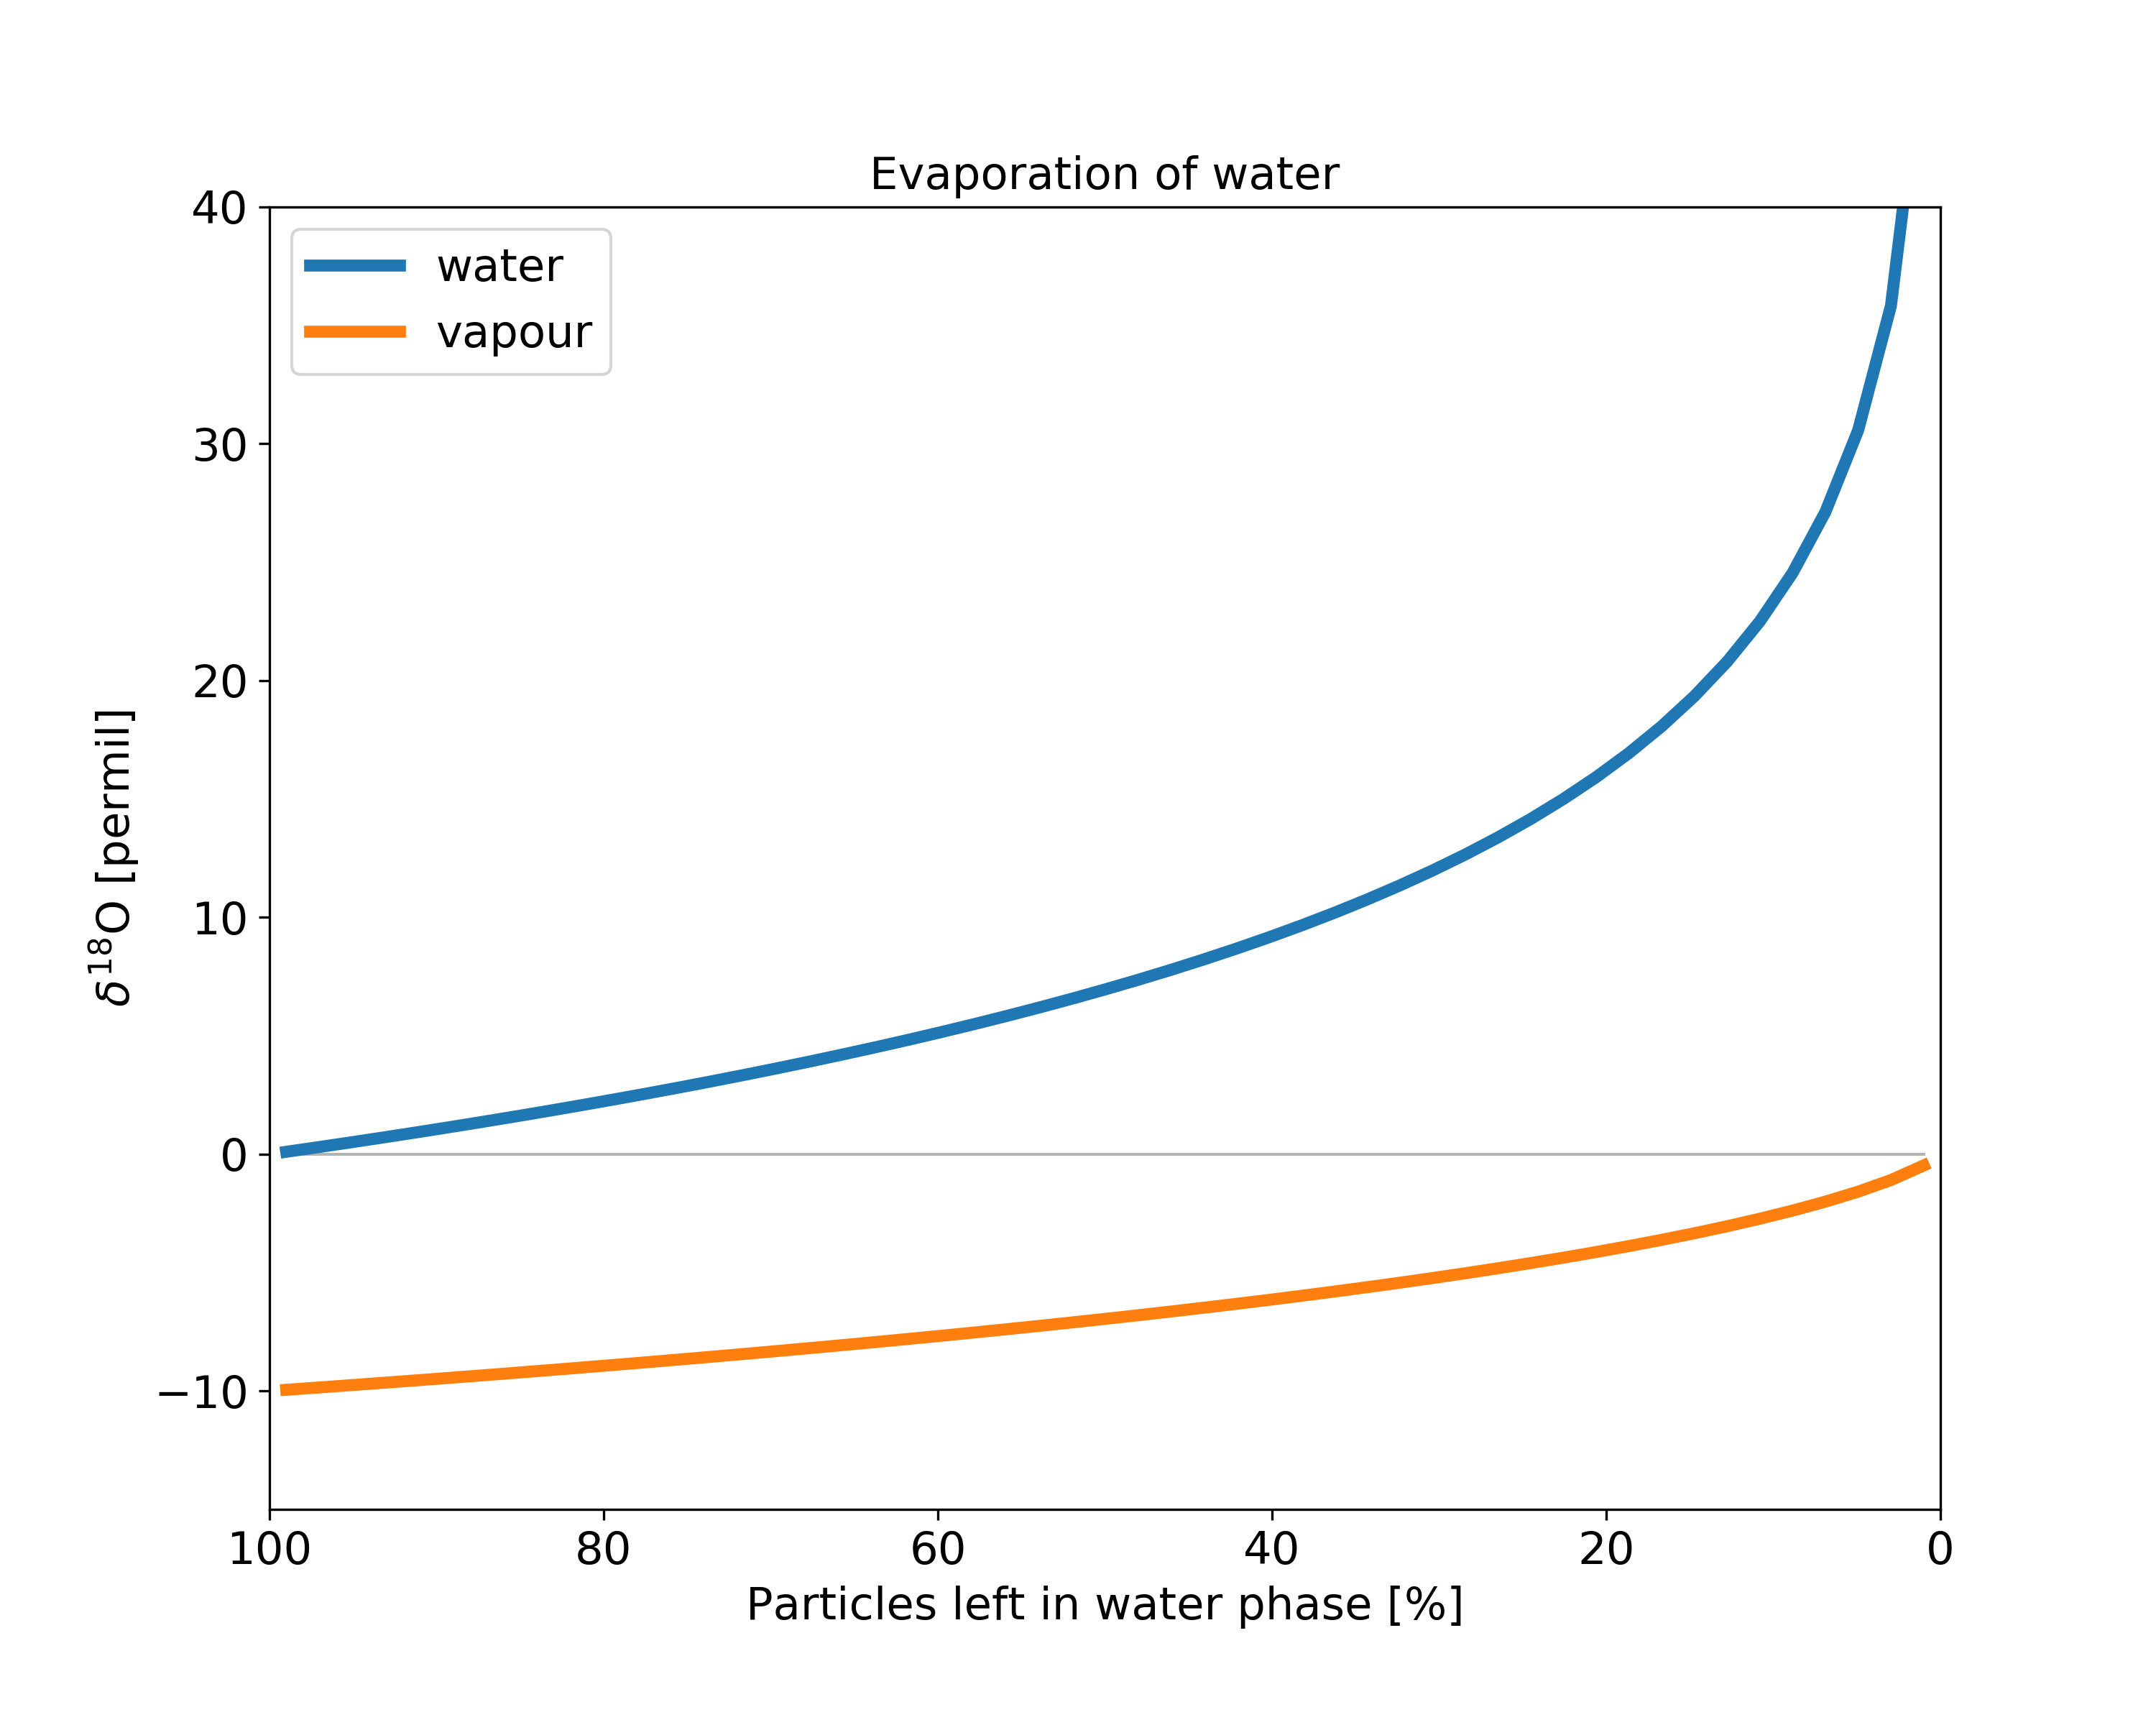 Evaporation of water
40
30
20
10
0
−10
water
vapour
δ¹⁸O [permil]
100 80 60 40 20 0
Particles left in water phase [%]